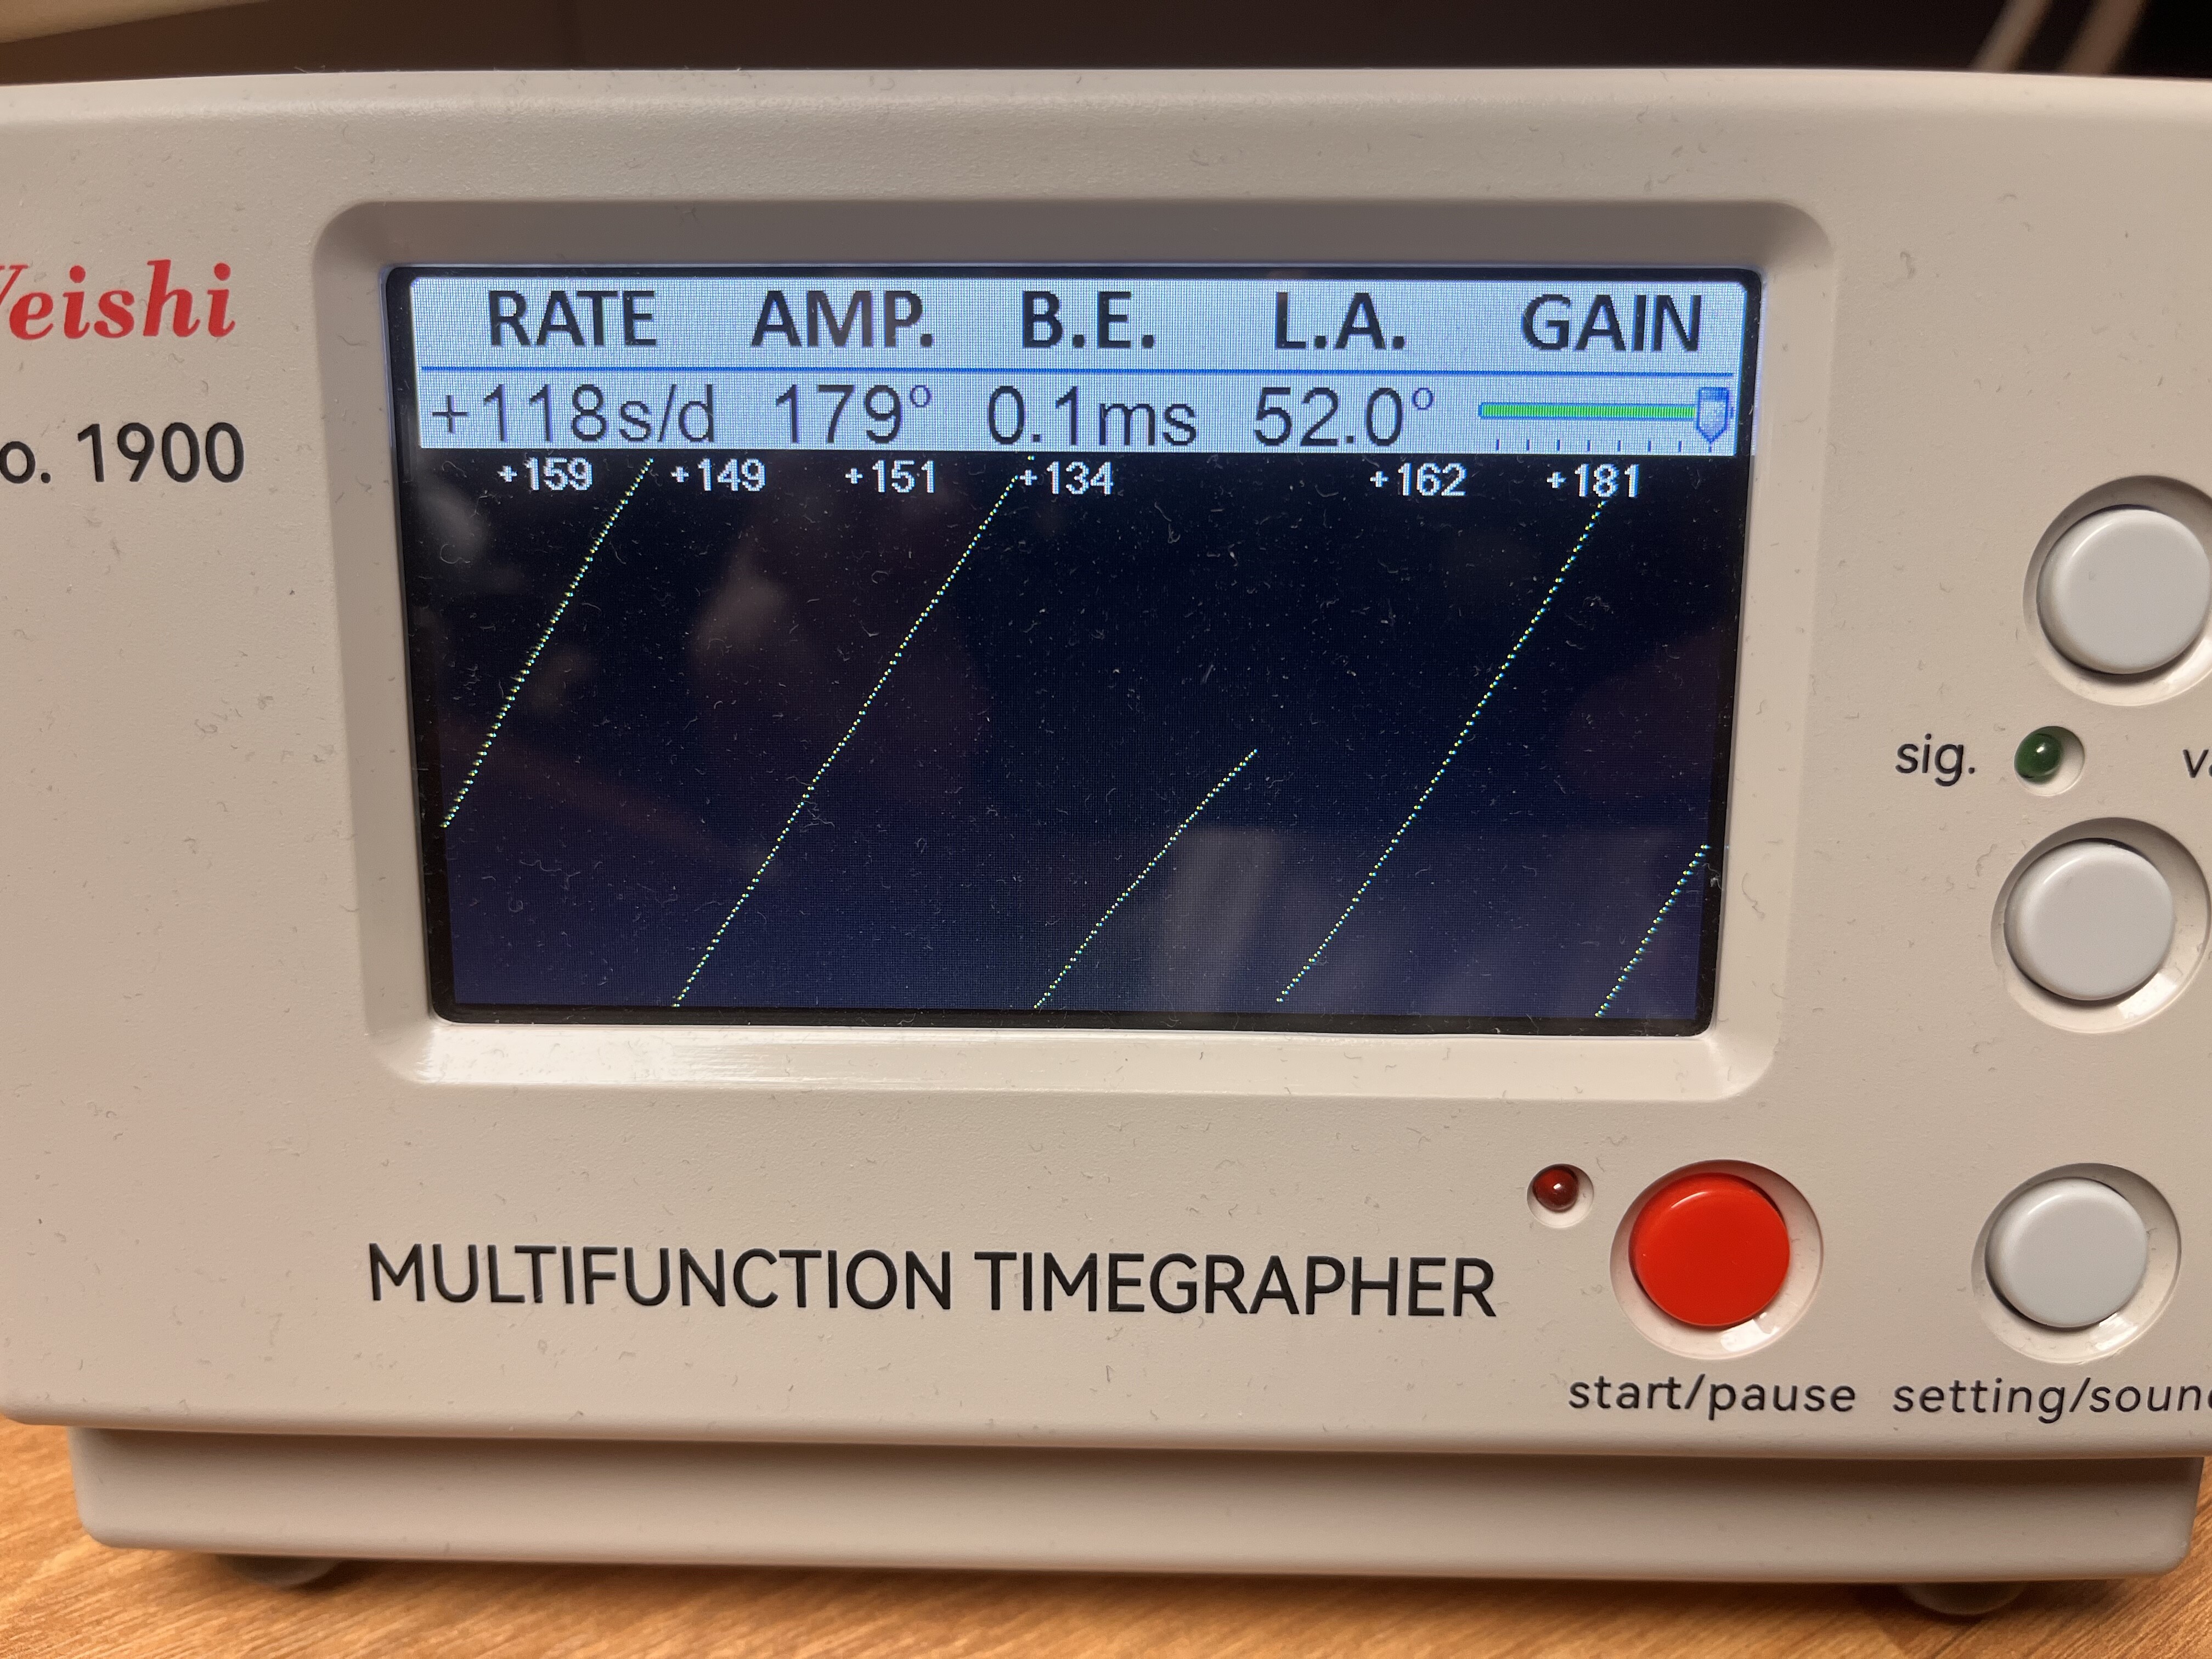 RATE AMP. B.E. L.A. GAIN
+118s/d 179° 0.1ms 52.0°
+159 +149 +151 +134 +162 +181
eishi
o. 1900
sig.
MULTIFUNCTION TIMEGRAPHER
start/pause setting/soun